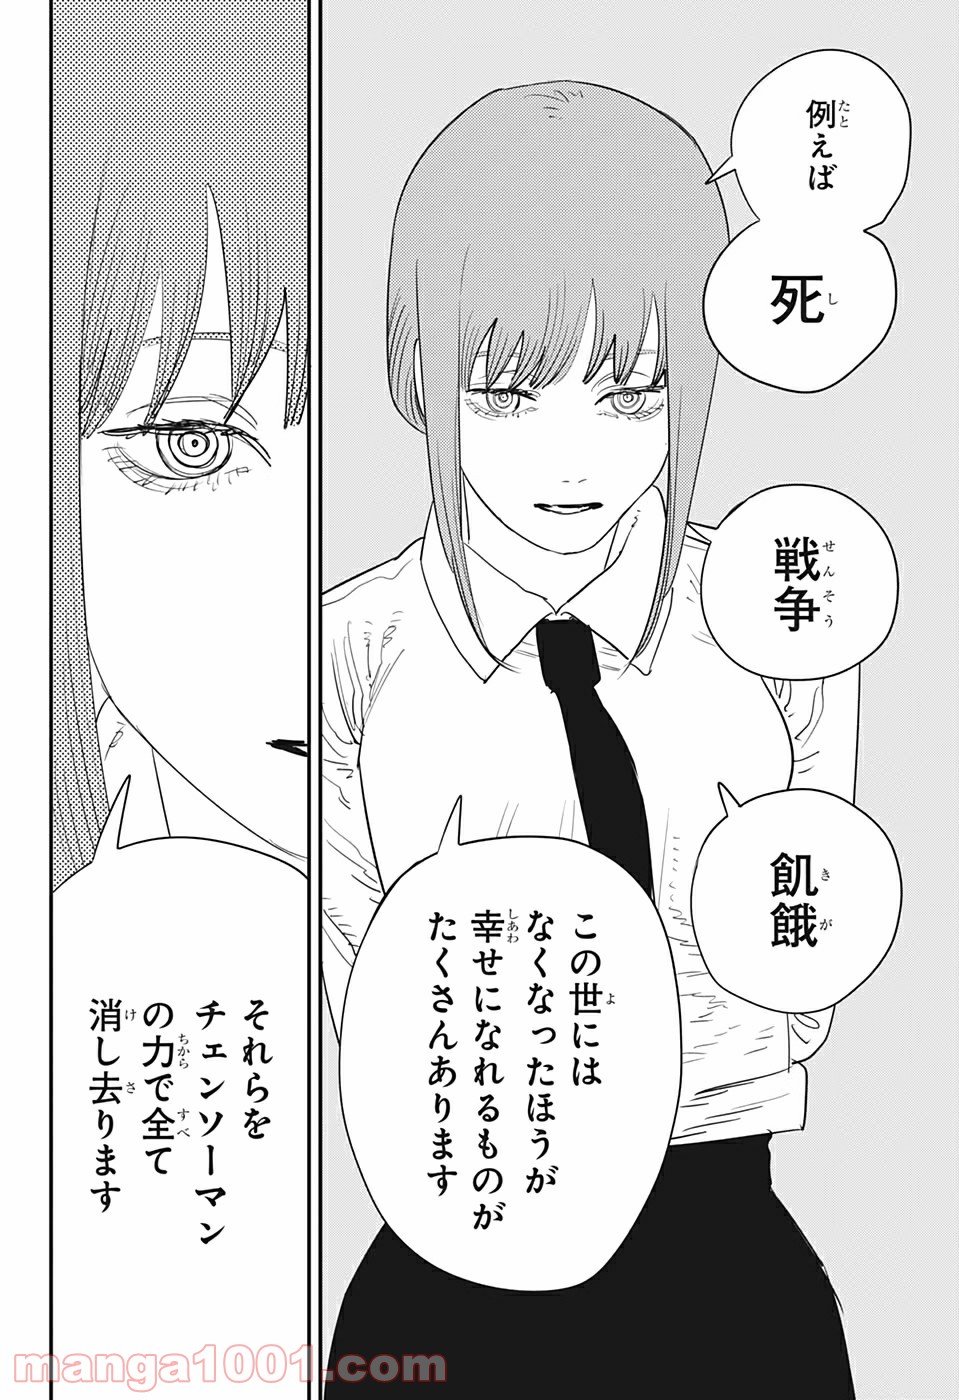 例えば
死
戦争
飢餓
この世には
なくなったほうが
幸せになれるものが
たくさんあります
それらを
チェンソーマン
の力で全て
消し去ります
manga1001.com